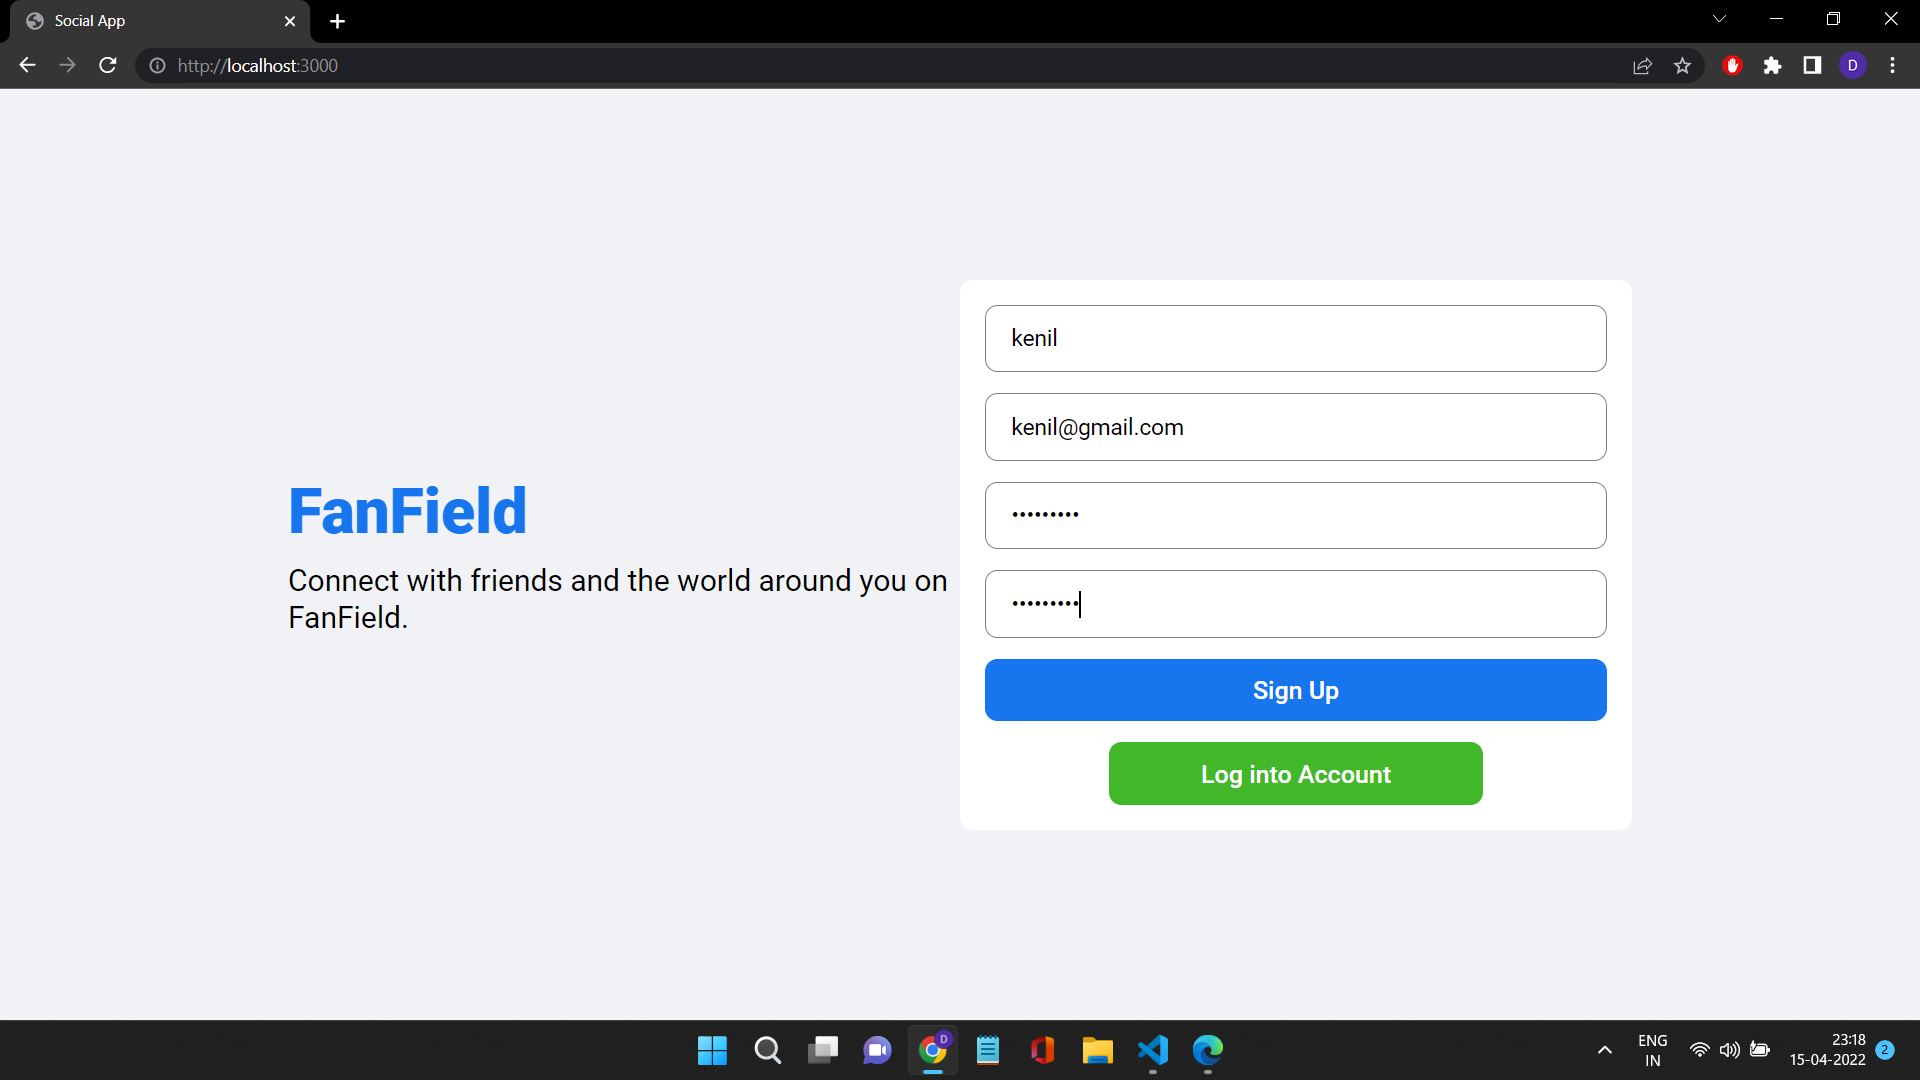 Social App
http://localhost:3000
D
kenil
kenil@gmail.com
•••••••••
•••••••••
FanField
Connect with friends and the world around you on
FanField.
Sign Up
Log into Account
D
ENG
IN
23:18
15-04-2022
2